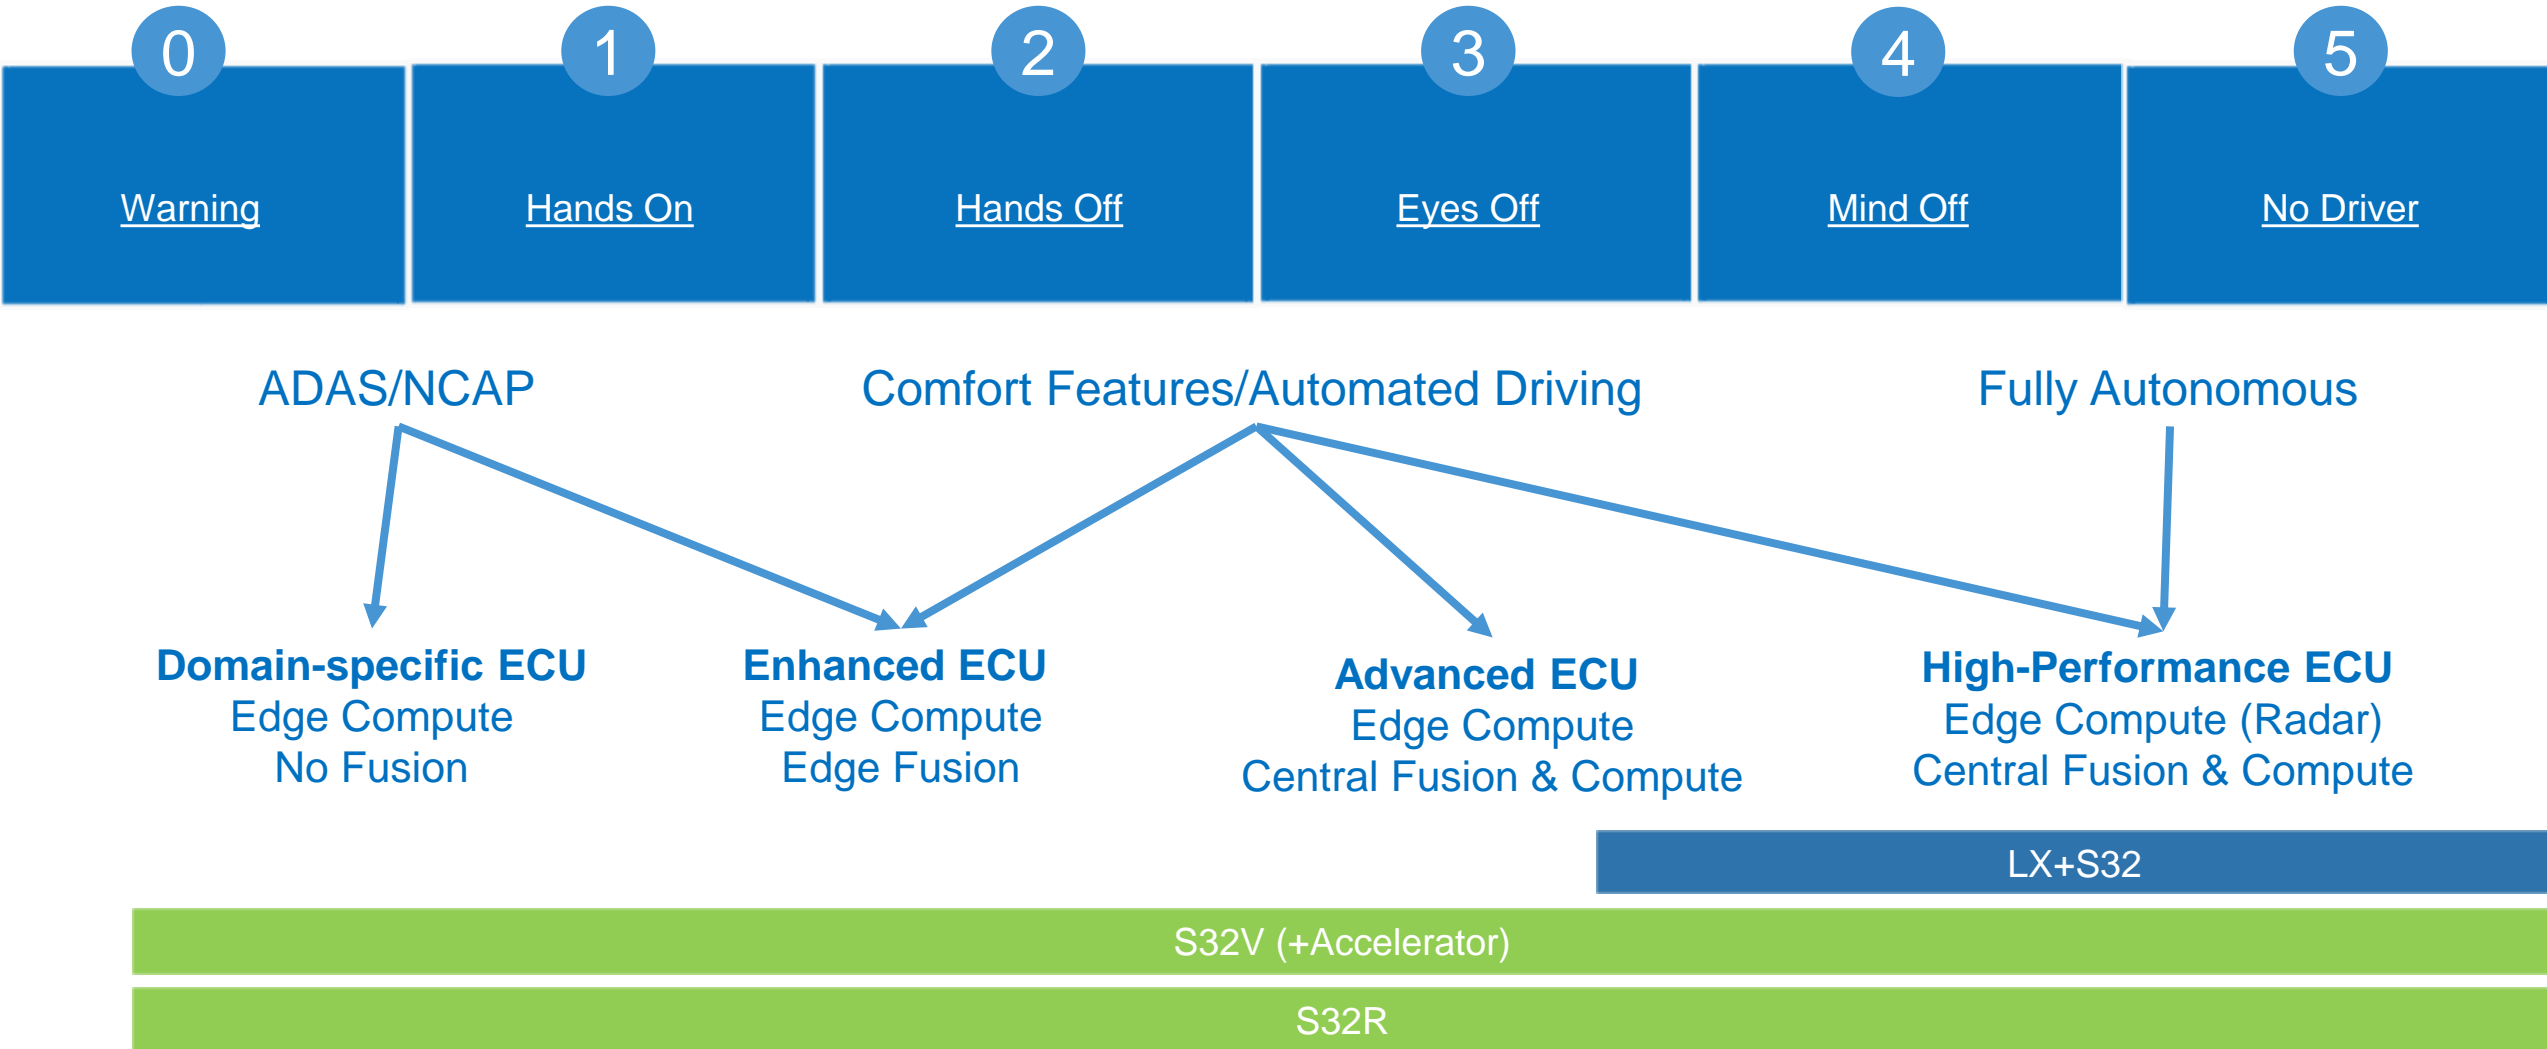 0
1
2
3
4
5
Warning
Hands On
Hands Off
Eyes Off
Mind Off
No Driver
ADAS/NCAP
Comfort Features/Automated Driving
Fully Autonomous
Domain-specific ECU
Edge Compute
No Fusion
Enhanced ECU
Edge Compute
Edge Fusion
Advanced ECU
Edge Compute
Central Fusion & Compute
High-Performance ECU
Edge Compute (Radar)
Central Fusion & Compute
LX+S32
S32V (+Accelerator)
S32R